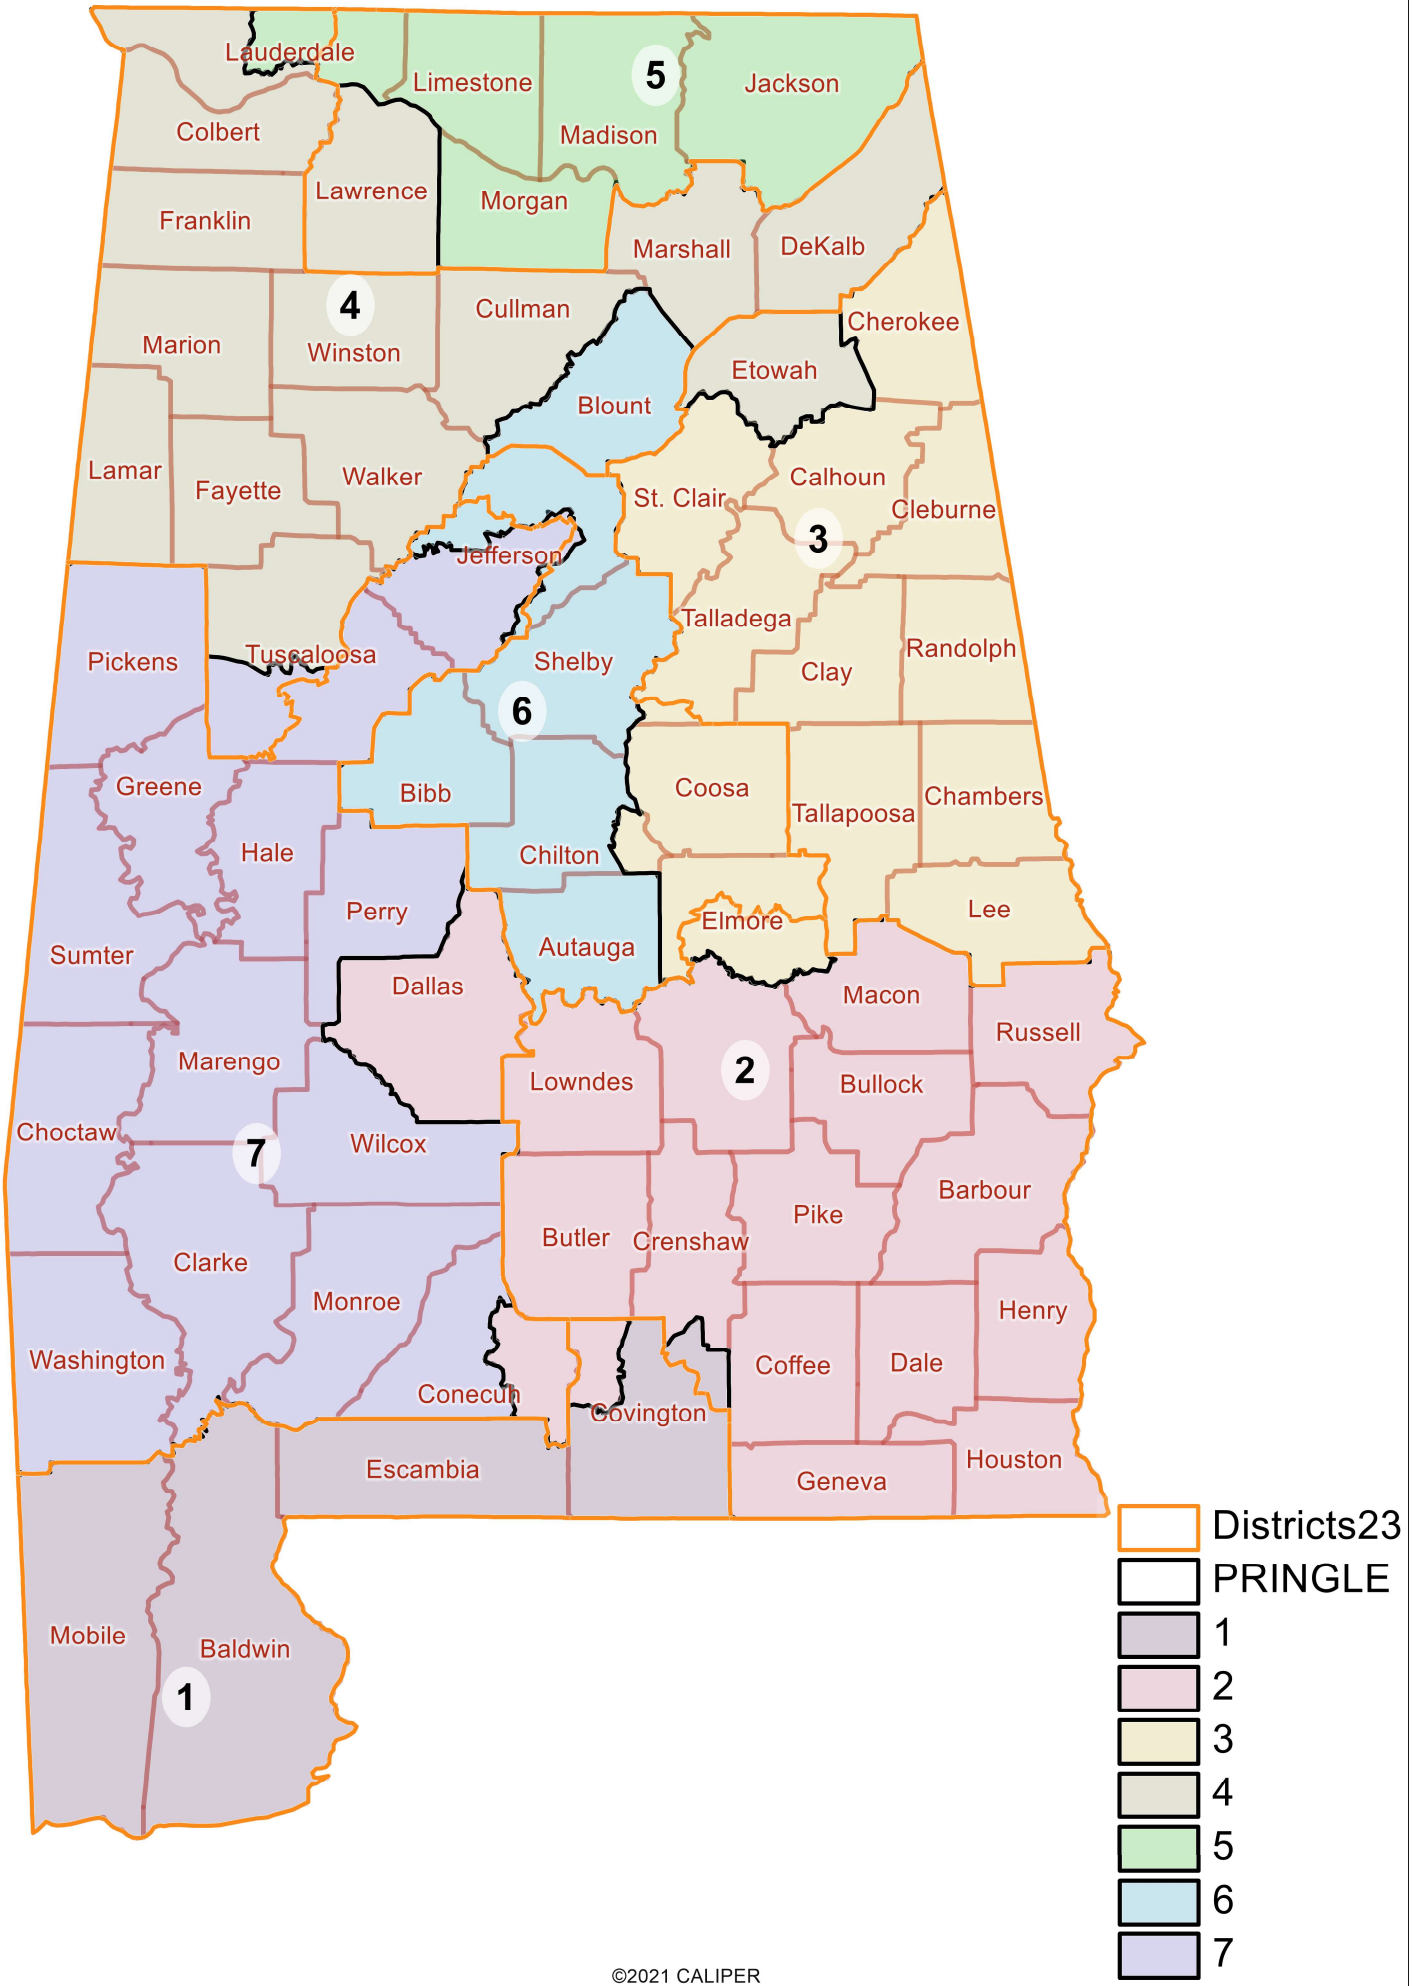 Lauderdale
Limestone
5
Jackson
Colbert
Madison
Lawrence
Morgan
Franklin
Marshall
DeKalb
4
Cullman
Cherokee
Marion
Winston
Etowah
Blount
Lamar
Walker
Calhoun
Fayette
St. Clair
Cleburne
3
Jefferson
Talladega
Randolph
Tuscaloosa
Pickens
Shelby
Clay
6
Greene
Bibb
Coosa
Chambers
Tallapoosa
Hale
Chilton
Perry
Lee
Elmore
Sumter
Autauga
Dallas
Macon
Russell
Marengo
2
Lowndes
Bullock
Choctaw
7
Wilcox
Barbour
Pike
Butler
Crenshaw
Clarke
Monroe
Henry
Washington
Coffee
Dale
Conecuh
Covington
Escambia
Houston
Geneva
Mobile
Baldwin
1
Districts23
PRINGLE
1
2
3
4
5
6
7
©2021 CALIPER